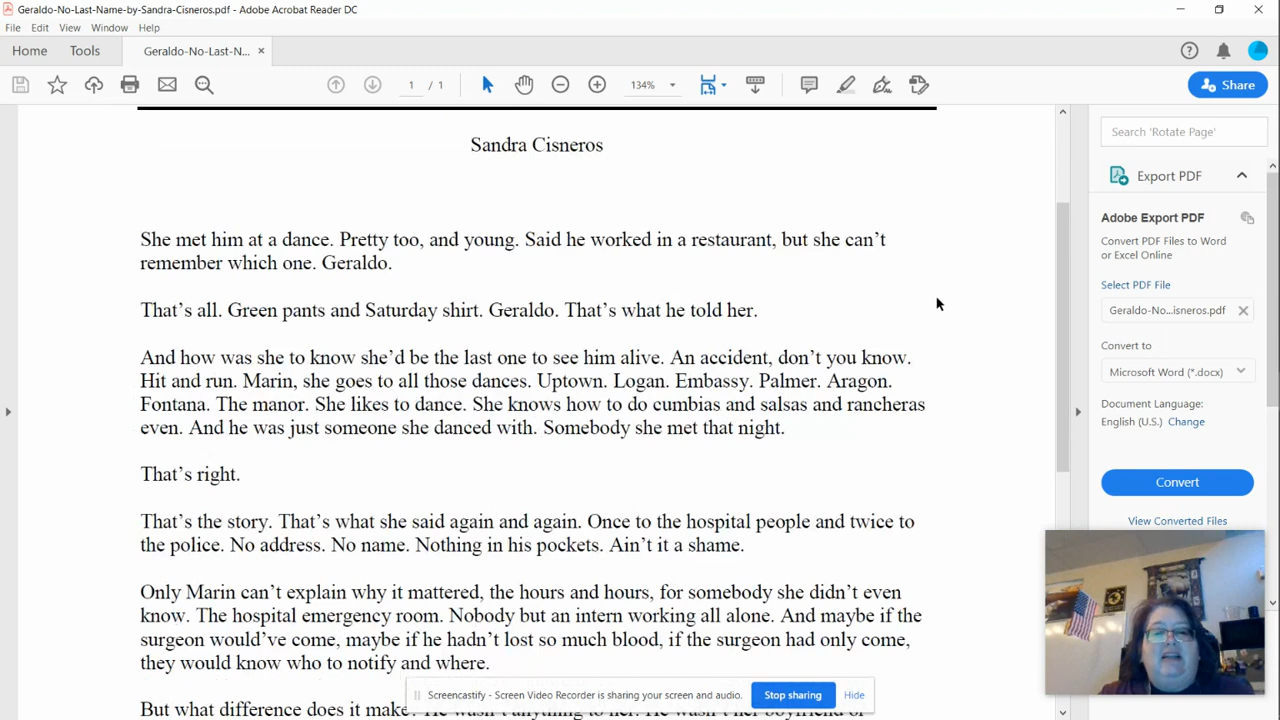 Geraldo-No-Last-Name-by-Sandra-Cisneros.pdf - Adobe Acrobat Reader DC
File Edit View Window Help
Home Tools Geraldo-No-Last-N... ×
1 / 1 134% Share
Search 'Rotate Page'
Export PDF
Adobe Export PDF
Convert PDF Files to Word
or Excel Online
Select PDF File
Geraldo-No...isneros.pdf
Convert to
Microsoft Word (*.docx)
Document Language:
English (U.S.) Change
Convert
View Converted Files
Sandra Cisneros
She met him at a dance. Pretty too, and young. Said he worked in a restaurant, but she can’t
remember which one. Geraldo.
That’s all. Green pants and Saturday shirt. Geraldo. That’s what he told her.
And how was she to know she’d be the last one to see him alive. An accident, don’t you know.
Hit and run. Marin, she goes to all those dances. Uptown. Logan. Embassy. Palmer. Aragon.
Fontana. The manor. She likes to dance. She knows how to do cumbias and salsas and rancheras
even. And he was just someone she danced with. Somebody she met that night.
That’s right.
That’s the story. That’s what she said again and again. Once to the hospital people and twice to
the police. No address. No name. Nothing in his pockets. Ain’t it a shame.
Only Marin can’t explain why it mattered, the hours and hours, for somebody she didn’t even
know. The hospital emergency room. Nobody but an intern working all alone. And maybe if the
surgeon would’ve come, maybe if he hadn’t lost so much blood, if the surgeon had only come,
they would know who to notify and where.
But what difference does it make? He wasn’t anything to her. He wasn’t her boyfriend or
Screencastify - Screen Video Recorder is sharing your screen and audio. Stop sharing Hide